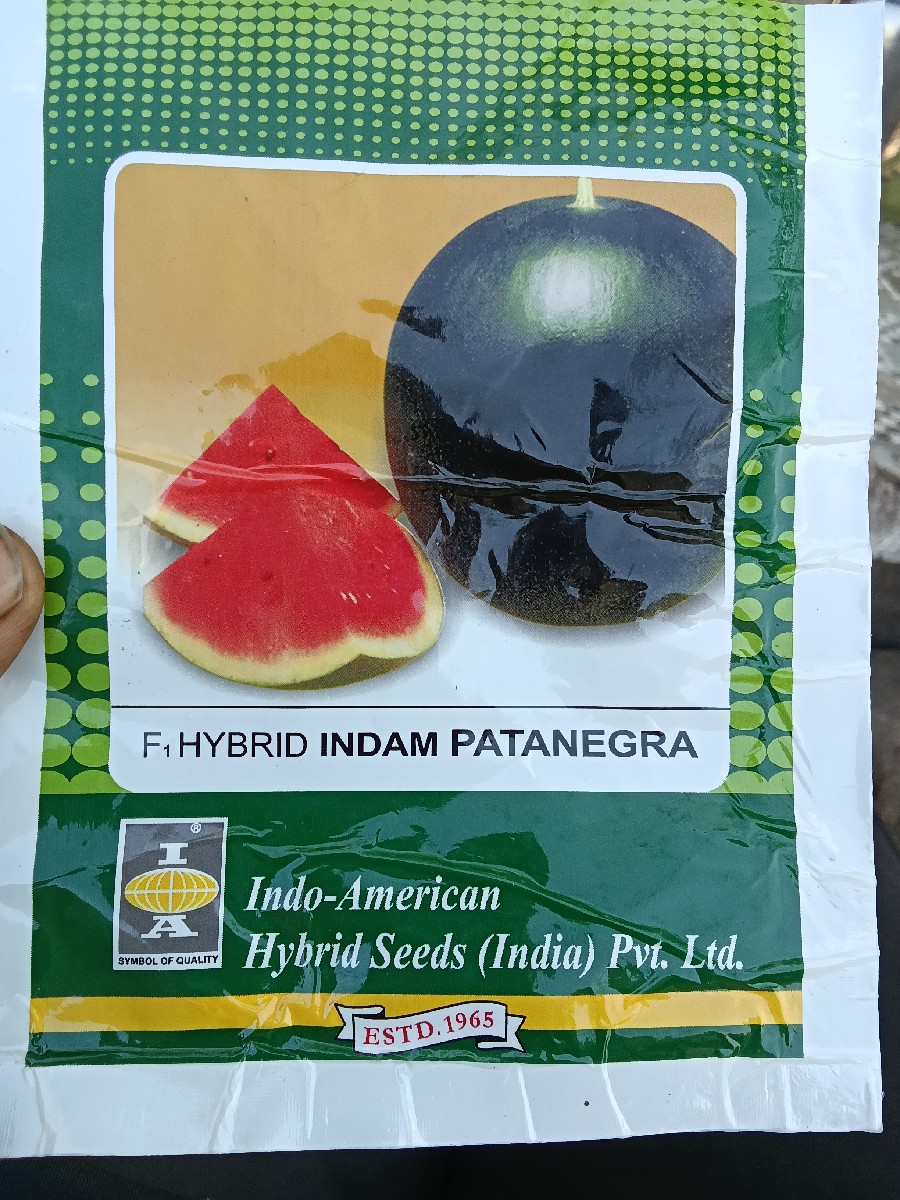 F1 HYBRID INDAM PATANEGRA
®
I
A
SYMBOL OF QUALITY
Indo-American
Hybrid Seeds (India) Pvt. Ltd.
ESTD.1965